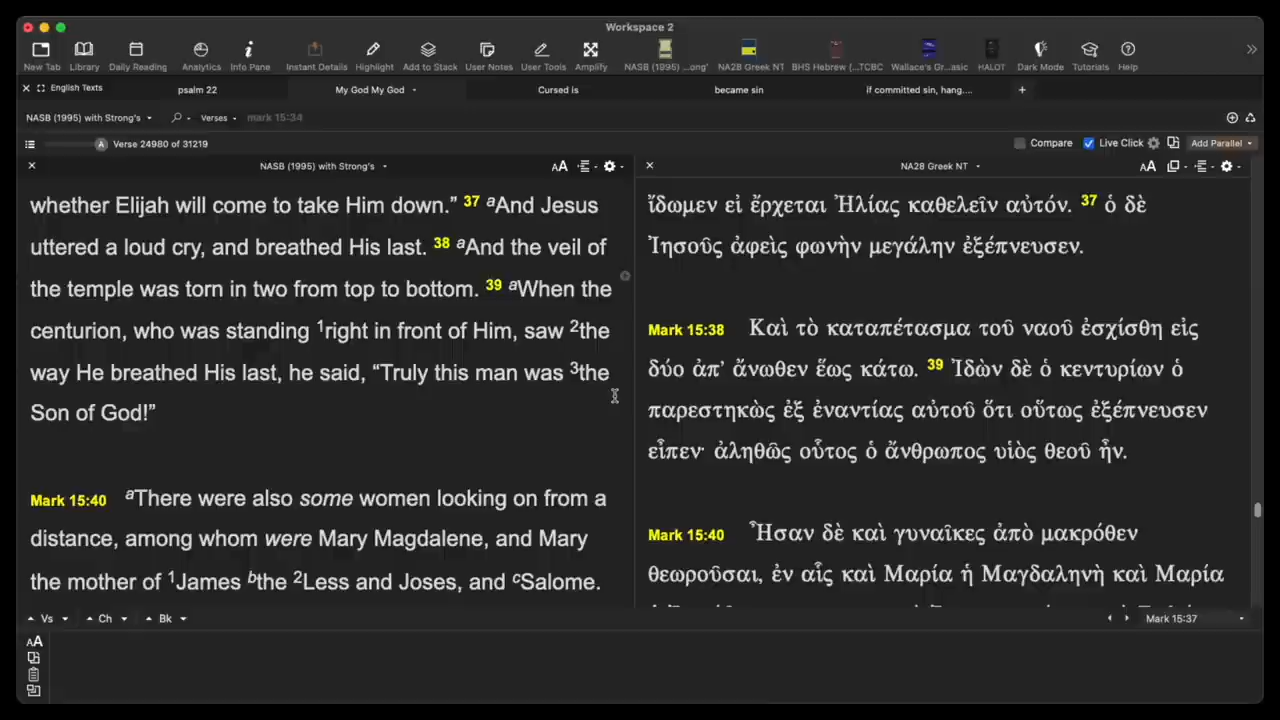 Workspace 2
New Tab Library Daily Reading Analytics Info Pane Instant Details Highlight Add to Stack User Notes User Tools Amplify NASB (1995) ...ong' NA28 Greek NT BHS Hebrew (...TCBC Wallace's Gr...asic HALOT Dark Mode Tutorials Help
English Texts psalm 22 My God My God Cursed is became sin if committed sin, hang....
NASB (1995) with Strong's Verses mark 15:34
Verse 24980 of 31219 Compare Live Click Add Parallel
NASB (1995) with Strong's
whether Elijah will come to take Him down.” 37 aAnd Jesus
uttered a loud cry, and breathed His last. 38 aAnd the veil of
the temple was torn in two from top to bottom. 39 aWhen the
centurion, who was standing 1right in front of Him, saw 2the
way He breathed His last, he said, “Truly this man was 3the
Son of God!”
Mark 15:40 aThere were also some women looking on from a
distance, among whom were Mary Magdalene, and Mary
the mother of 1James bthe 2Less and Joses, and cSalome.
NA28 Greek NT
ἴδωμεν εἰ ἔρχεται Ἠλίας καθελεῖν αὐτόν. 37 ὁ δὲ
Ἰησοῦς ἀφεὶς φωνὴν μεγάλην ἐξέπνευσεν.
Mark 15:38 Καὶ τὸ καταπέτασμα τοῦ ναοῦ ἐσχίσθη εἰς
δύο ἀπ’ ἄνωθεν ἕως κάτω. 39 Ἰδὼν δὲ ὁ κεντυρίων ὁ
παρεστηκὼς ἐξ ἐναντίας αὐτοῦ ὅτι οὕτως ἐξέπνευσεν
εἶπεν· ἀληθῶς οὗτος ὁ ἄνθρωπος υἱὸς θεοῦ ἦν.
Mark 15:40 Ἦσαν δὲ καὶ γυναῖκες ἀπὸ μακρόθεν
θεωροῦσαι, ἐν αἷς καὶ Μαρία ἡ Μαγδαληνὴ καὶ Μαρία
Vs Ch Bk Mark 15:37